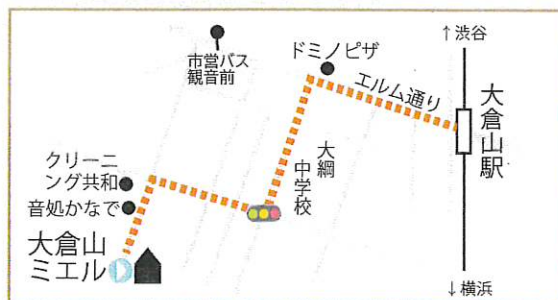 ↑渋谷
ドミノピザ
市営バス
観音前
エルム通り
大倉山駅
大綱
中学校
クリーニ
ング共和
音処かなで
大倉山
ミエル
↓横浜